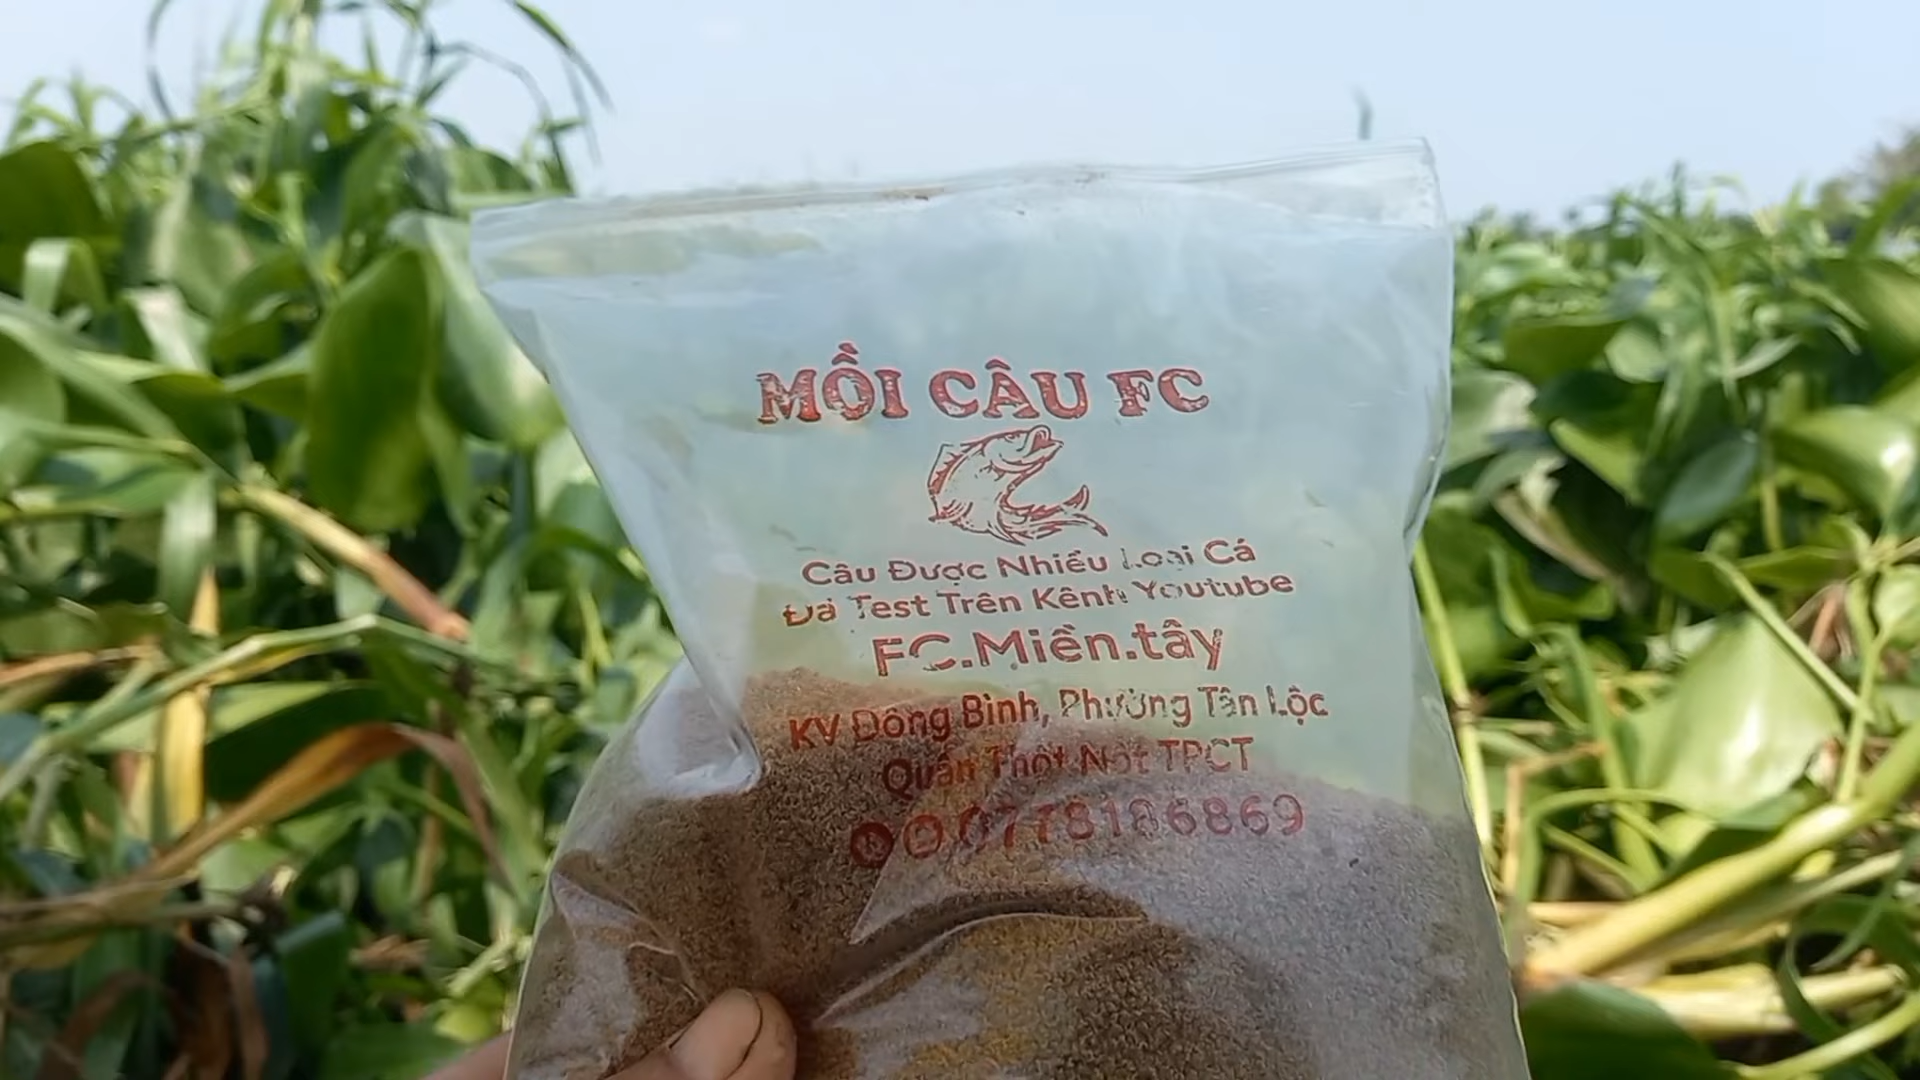 MỒI CÂU FC
Câu Được Nhiều Loại Cá
Đã Test Trên Kênh Youtube
FC.Miền.tây
KV Đông Bình, Phường Tân Lộc
Quận Thốt Nốt TPCT
0778186869